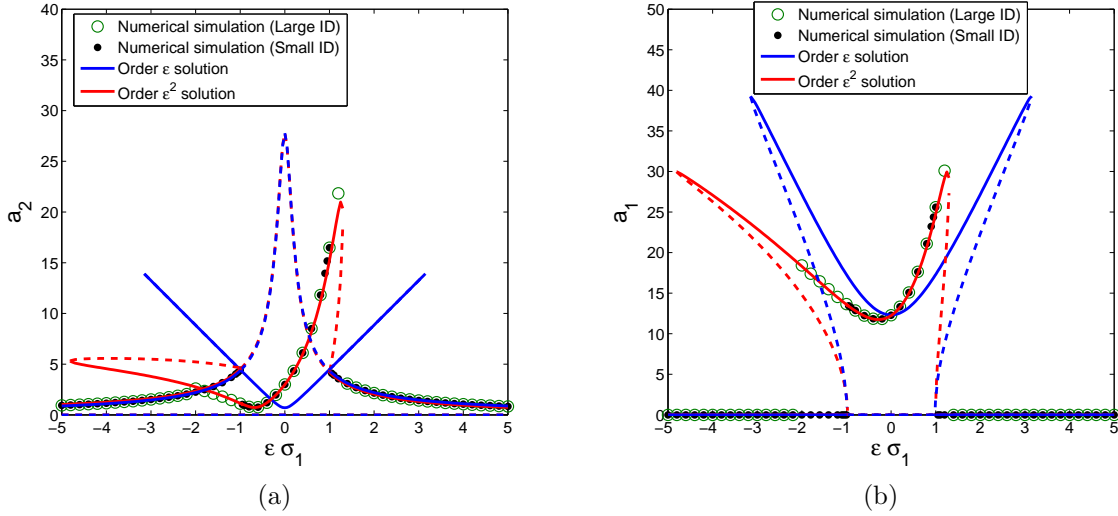 40
35
30
25
20
15
10
5
0
−5 −4 −3 −2 −1 0 1 2 3 4 5
a2
ε σ1
Numerical simulation (Large ID)
Numerical simulation (Small ID)
Order ε solution
Order ε² solution
(a)
50
45
40
35
30
25
20
15
10
5
0
−5 −4 −3 −2 −1 0 1 2 3 4 5
a1
ε σ1
Numerical simulation (Large ID)
Numerical simulation (Small ID)
Order ε solution
Order ε² solution
(b)